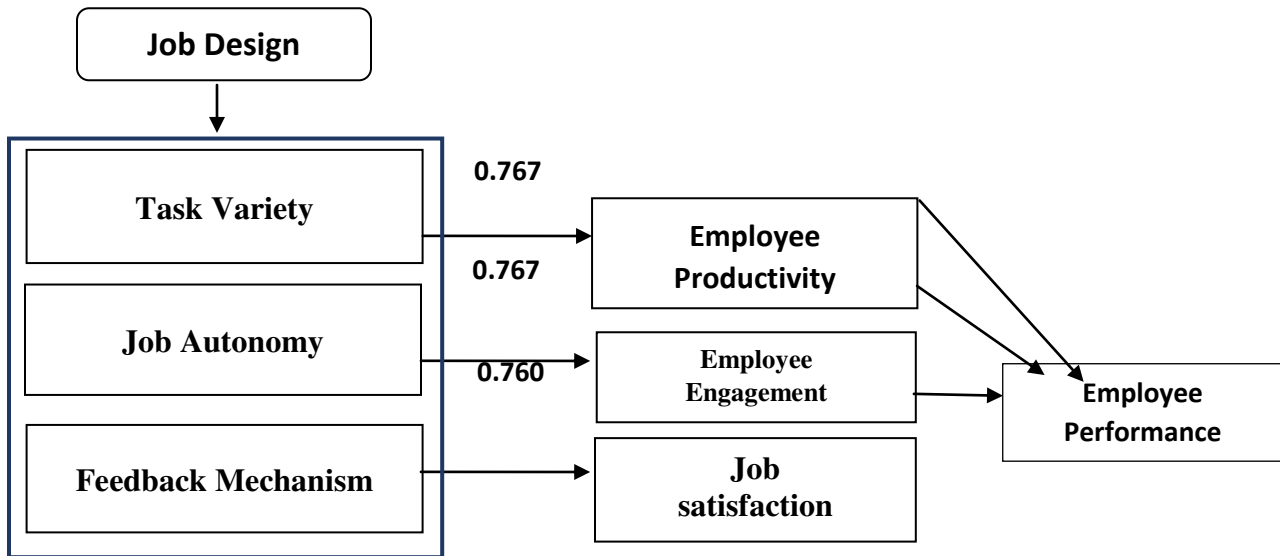 Job Design
0.767
Task Variety
Employee
Productivity
0.767
Job Autonomy
0.760
Employee
Engagement
Employee
Performance
Feedback Mechanism
Job
satisfaction